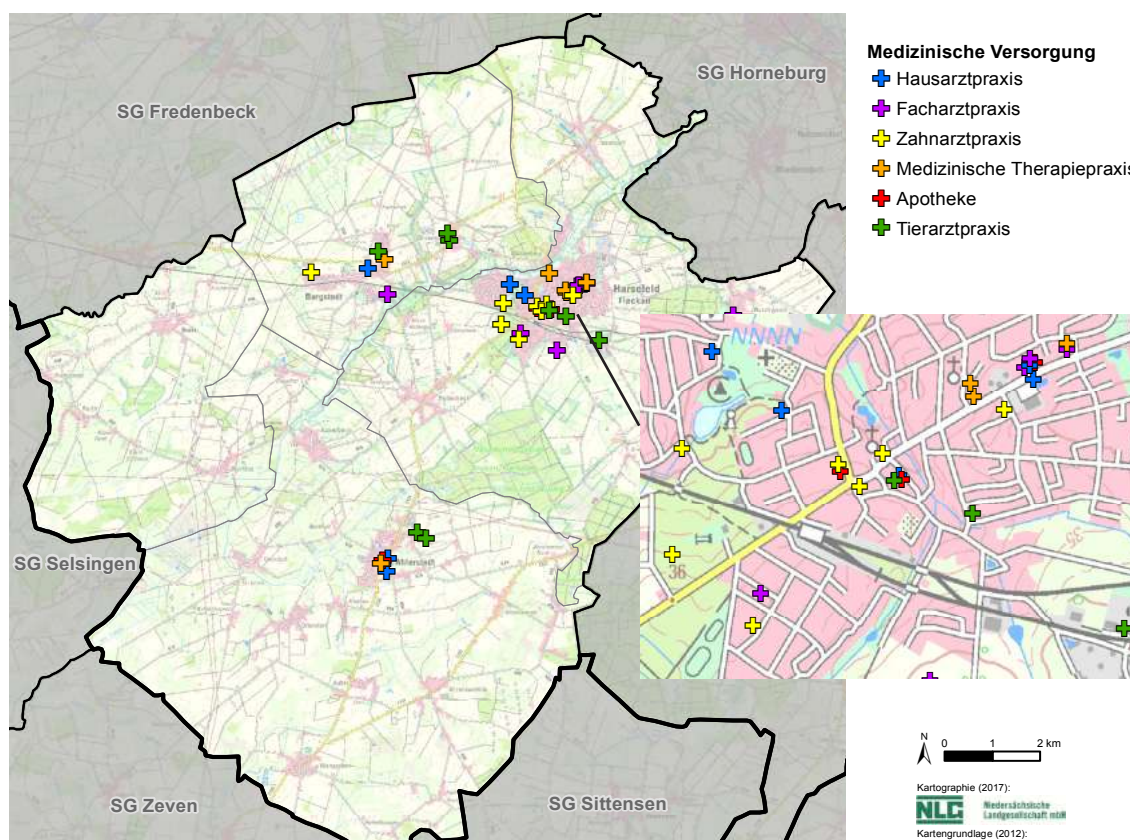 SG Horneburg
SG Fredenbeck
Bargstedt
Harsefeld
Flecken
SG Selsingen
SG Zeven
SG Sittensen
Medizinische Versorgung
Hausarztpraxis
Facharztpraxis
Zahnarztpraxis
Medizinische Therapiepraxis
Apotheke
Tierarztpraxis
NNNN
36
N
0 1 2 km
Kartographie (2017):
NLG Niedersächsische
Landgesellschaft mbH
Kartengrundlage (2012):